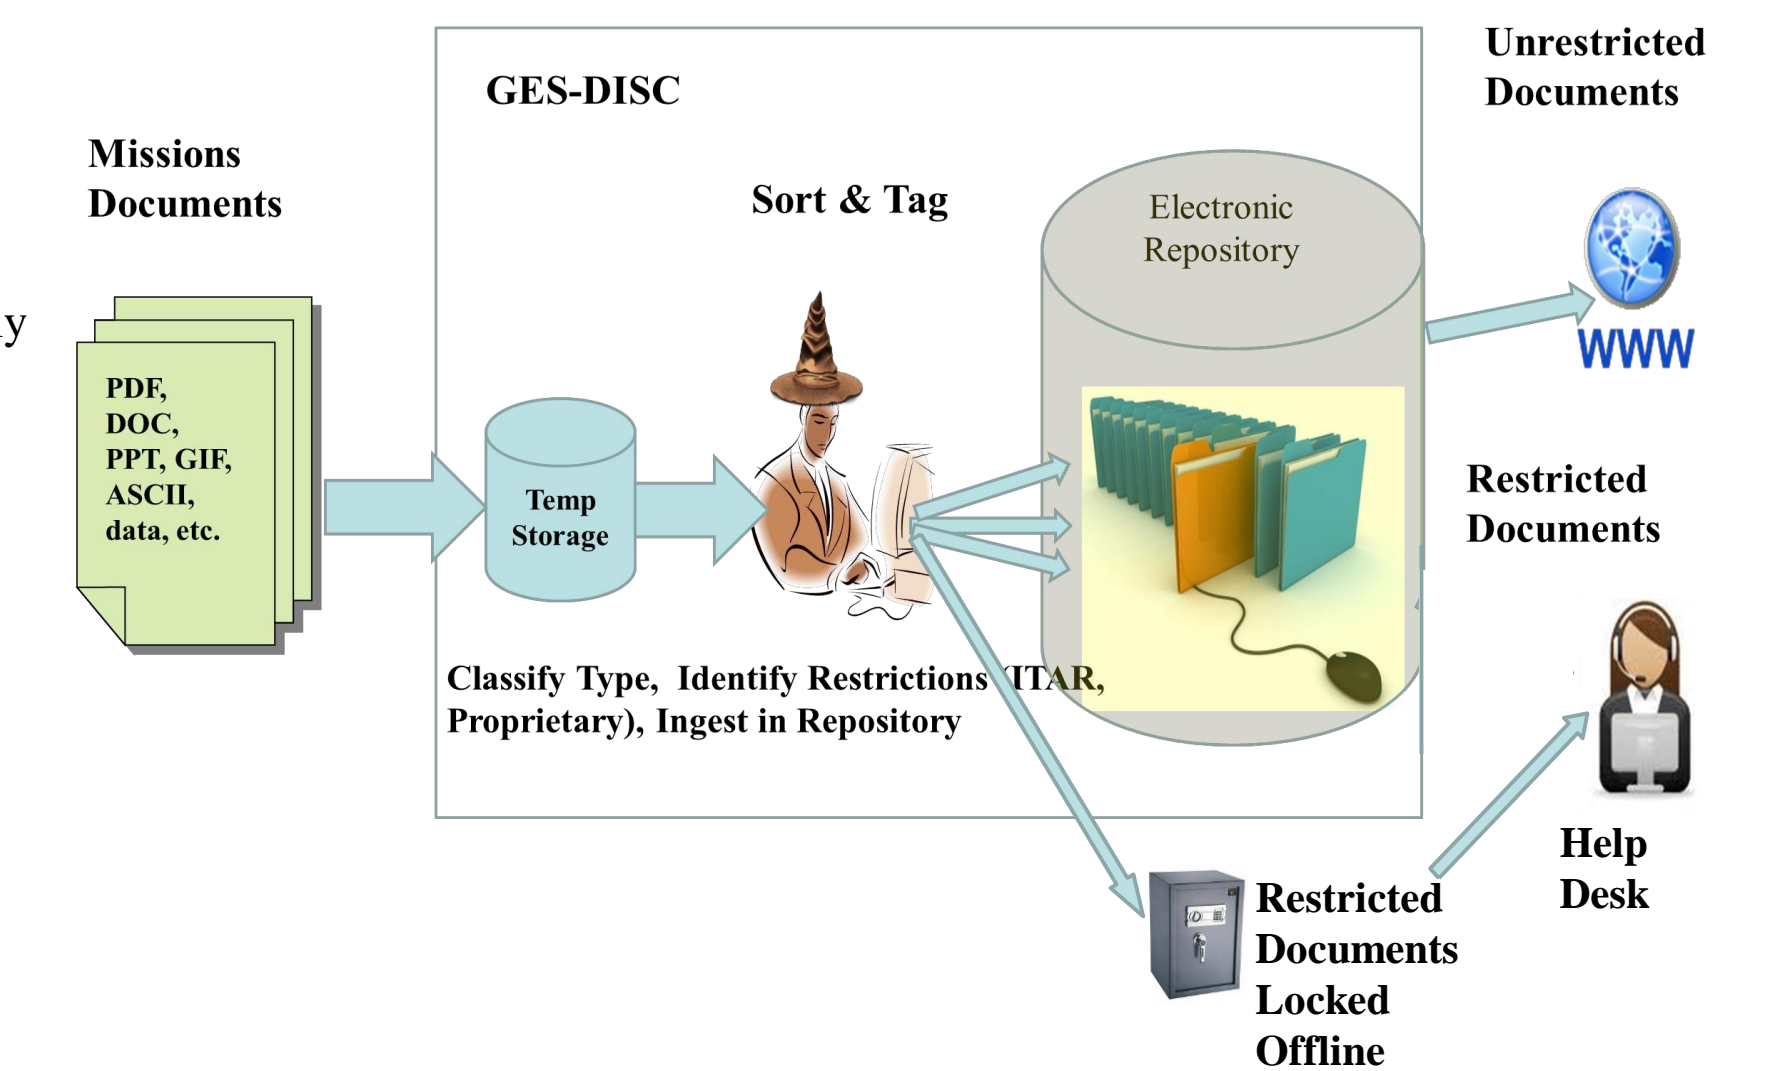 GES-DISC
Unrestricted
Documents
Missions
Documents
Sort & Tag
Electronic
Repository
WWW
y
PDF,
DOC,
PPT, GIF,
ASCII,
data, etc.
Temp
Storage
Restricted
Documents
Classify Type, Identify Restrictions (ITAR,
Proprietary), Ingest in Repository
Help
Desk
Restricted
Documents
Locked
Offline